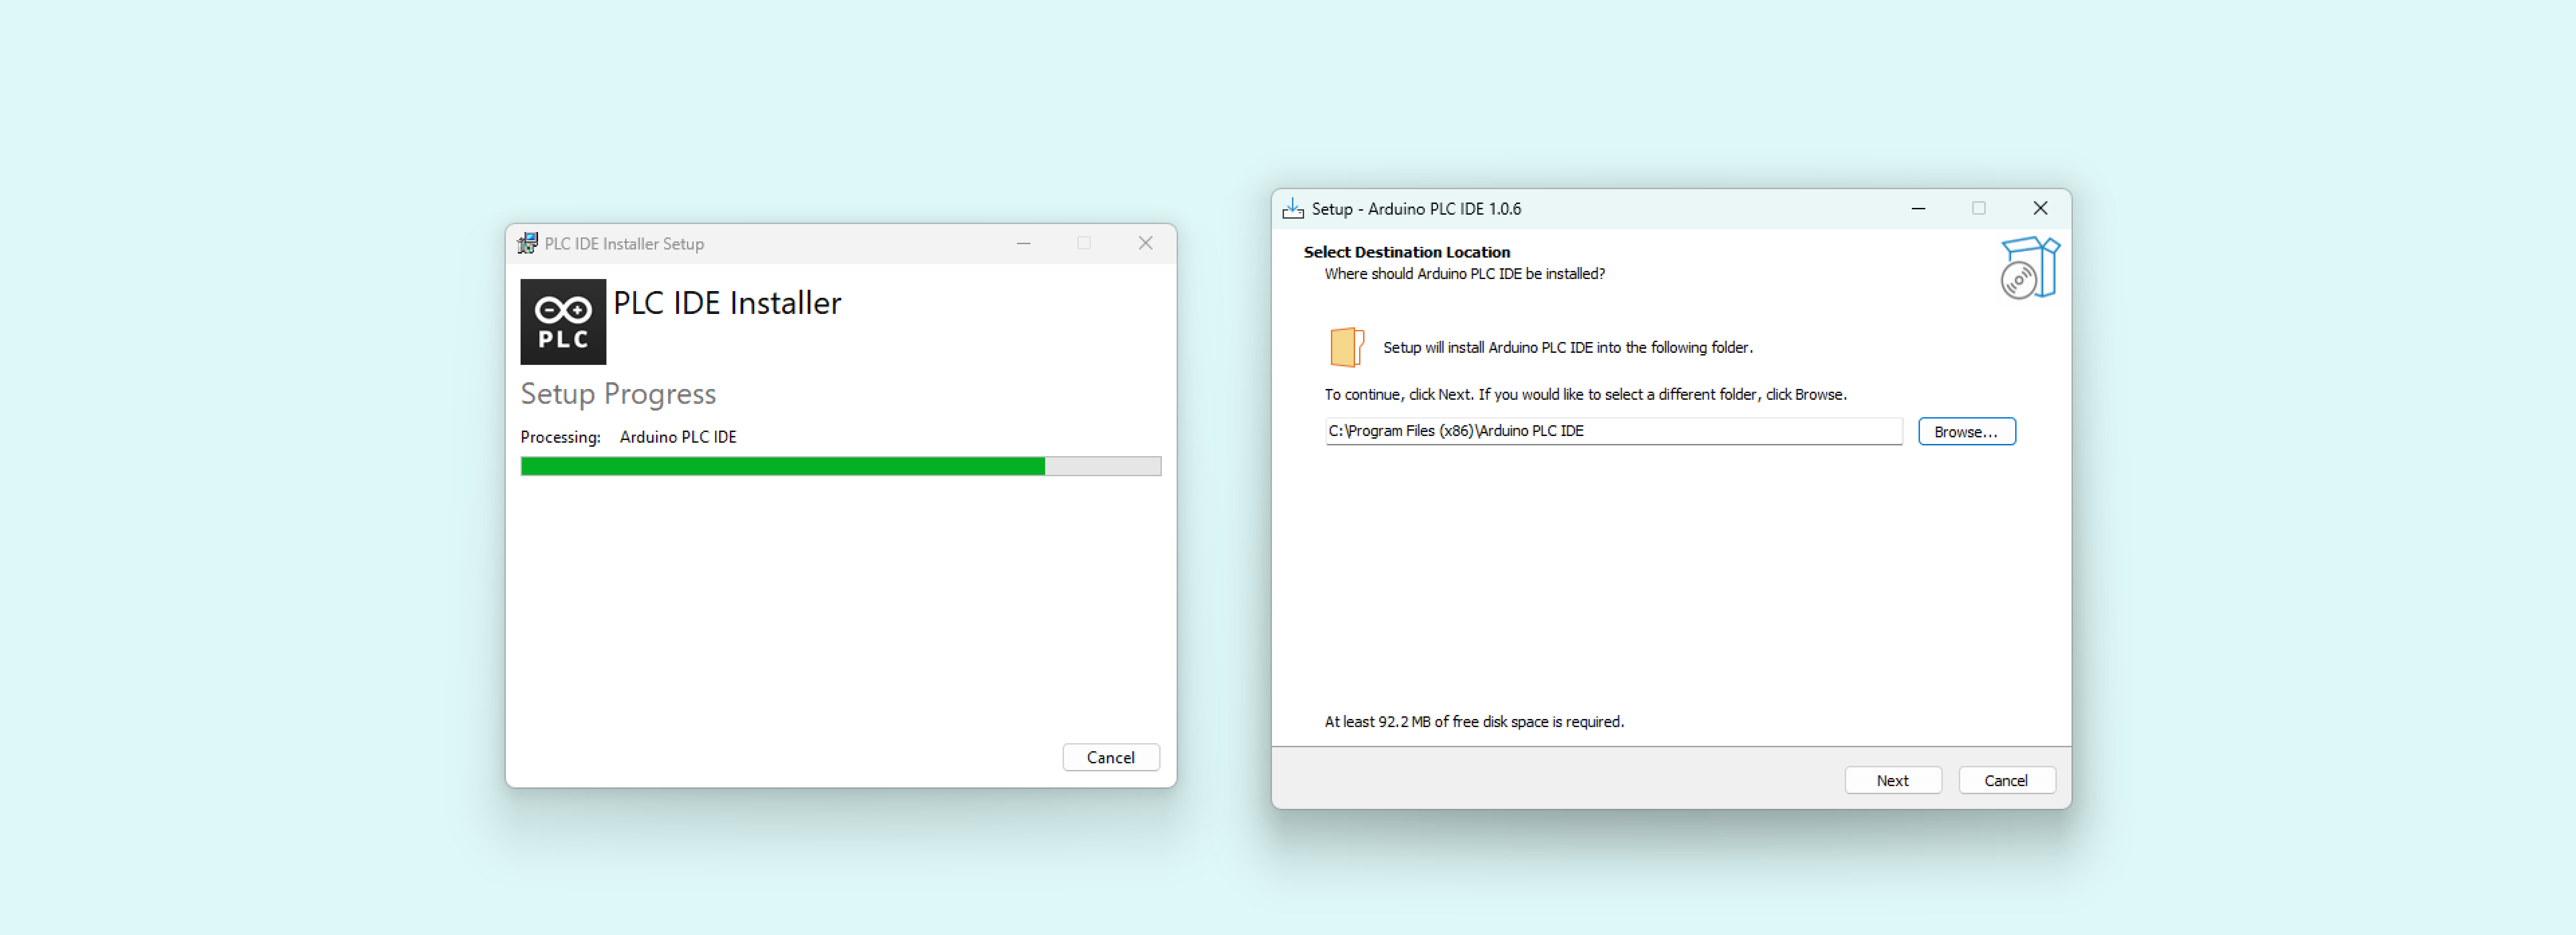 PLC IDE Installer Setup
PLC
PLC IDE Installer
Setup Progress
Processing: Arduino PLC IDE
Cancel
Setup - Arduino PLC IDE 1.0.6
Select Destination Location
Where should Arduino PLC IDE be installed?
Setup will install Arduino PLC IDE into the following folder.
To continue, click Next. If you would like to select a different folder, click Browse.
C:\Program Files (x86)\Arduino PLC IDE
Browse...
At least 92.2 MB of free disk space is required.
Next
Cancel